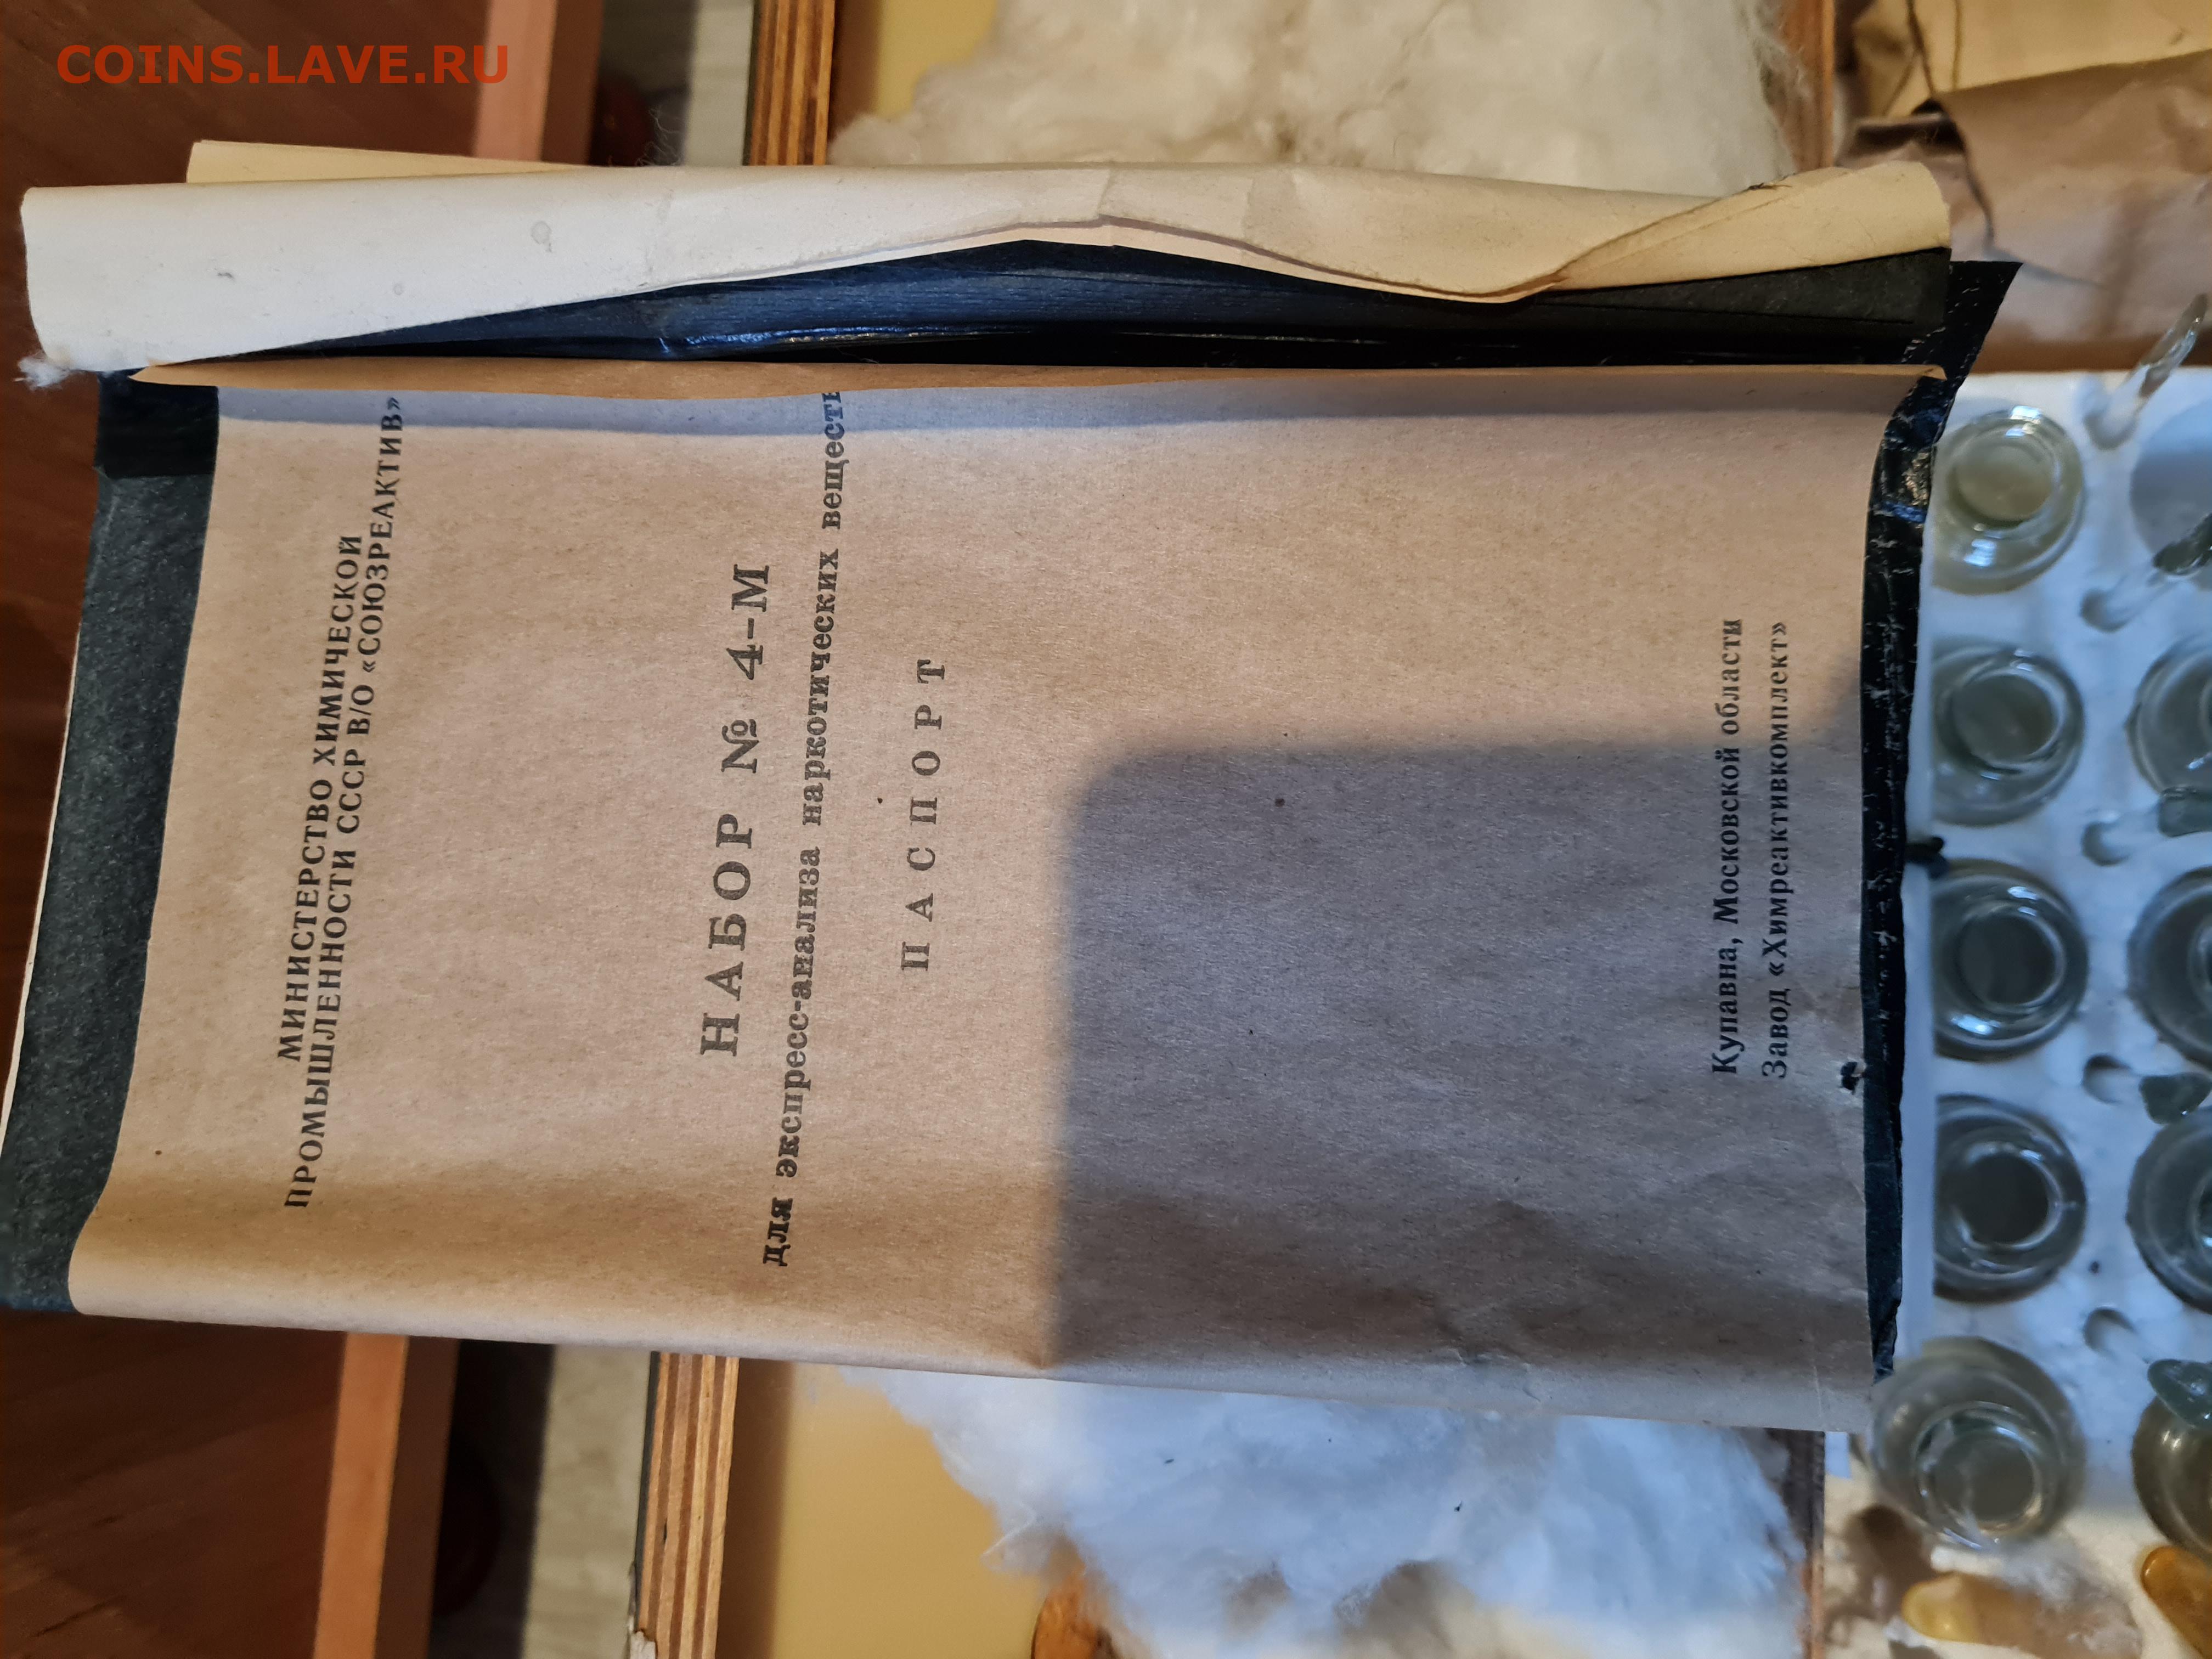 COINS.LAVE.RU
МИНИСТЕРСТВО ХИМИЧЕСКОЙ
ПРОМЫШЛЕННОСТИ СССР В/О «СОЮЗРЕАКТИВ»
НАБОР № 4-М
для экспресс-анализа наркотических веществ
ПАСПОРТ
Купавна, Московской области
Завод «Химреактивкомплект»